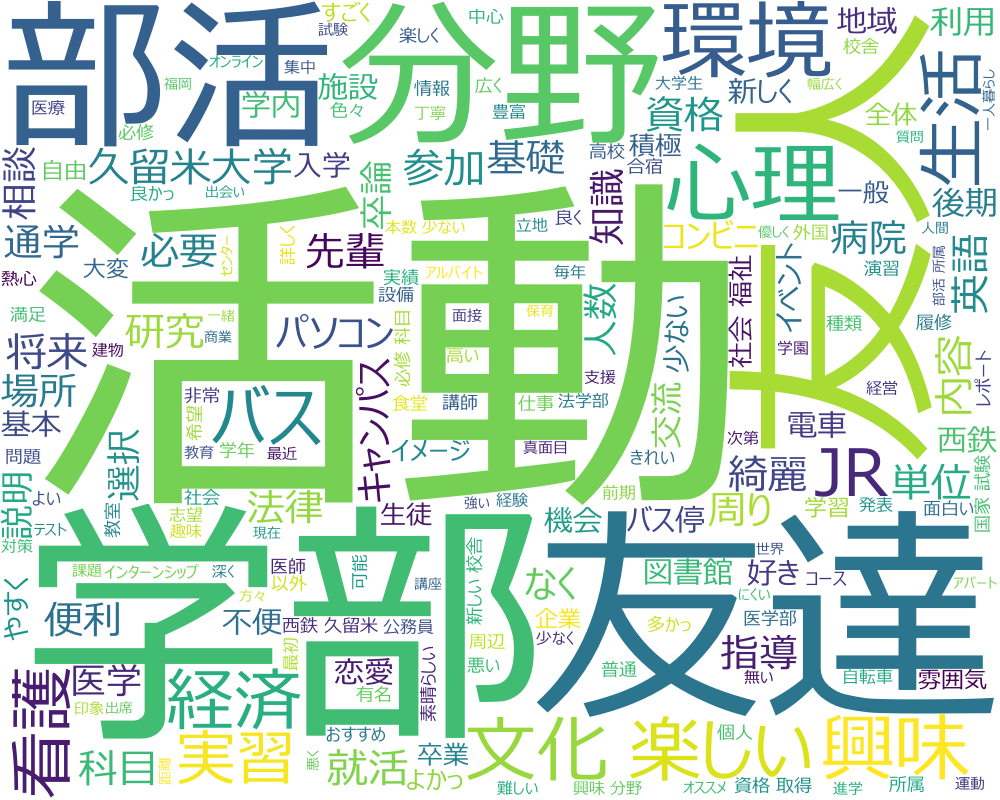 部活
分野
環境
友人
活動
学部
友達
心理
生活
地域
利用
校舎
新しく
大学生
幅広く
一人暮らし
全体
資格
質問
積極
高校
合宿
一般
後期
すごく
試験
中心
楽しく
オンライン
集中
福岡
施設
色々
情報
広く
丁寧
豊富
医療
学内
必修
久留米大学
入学
参加
基礎
相談
自由
良かっ
出会い
卒論
本数 少ない
立地
良く
知識
コンビニ
優しく
外国
病院
人間
英語
通学
必要
先輩
大変
センター
詳しく
アルバイト
毎年
実績
設備
熱心
満足
一緒
商業
研究
パソコン
必修 科目
高い
面接
保育
人数
少ない
社会 福祉
イベント
演習
種類
学園
履修
部活 所属
内容
レポート
将来
建物
場所
非常
希望
食堂
講師
仕事
支援
法学部
交流
経営
基本
バス
キャンパス
教育
学年
最近
イメージ
真面目
きれい
次第
電車
西鉄
綺麗
JR
単位
問題
説明
選択
よい
教室
テスト
社会
志望
趣味
法律
現在
生徒
強い
経験
前期
機会
バス停
周り
学習
発表
面白い
国家 試験
対策
課題
インターンシップ
深く
医師
可能
講座
新しい 校舎
なく
図書館
世界
好き
コース
にくい
アパート
やすく
便利
方々
以外
不便
西鉄 久留米
公務員
企業
周辺
少なく
多かっ
医学部
看護
医学
経済
最初
恋愛
有名
素晴らしい
悪い
普通
指導
無い
自転車
雰囲気
印象
出席
科目
距離
実習
おすすめ
悪く
就活
卒業
よかっ
文化
楽しい
個人
興味
難しい
興味 分野
オススメ
資格 取得
進学
所属
運動